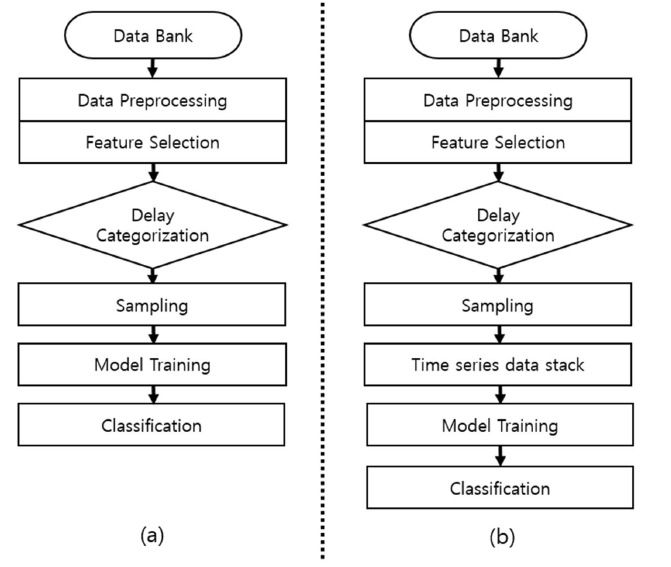 Data Bank
Data Preprocessing
Feature Selection
Delay
Categorization
Sampling
Model Training
Classification
(a)
Data Bank
Data Preprocessing
Feature Selection
Delay
Categorization
Sampling
Time series data stack
Model Training
Classification
(b)